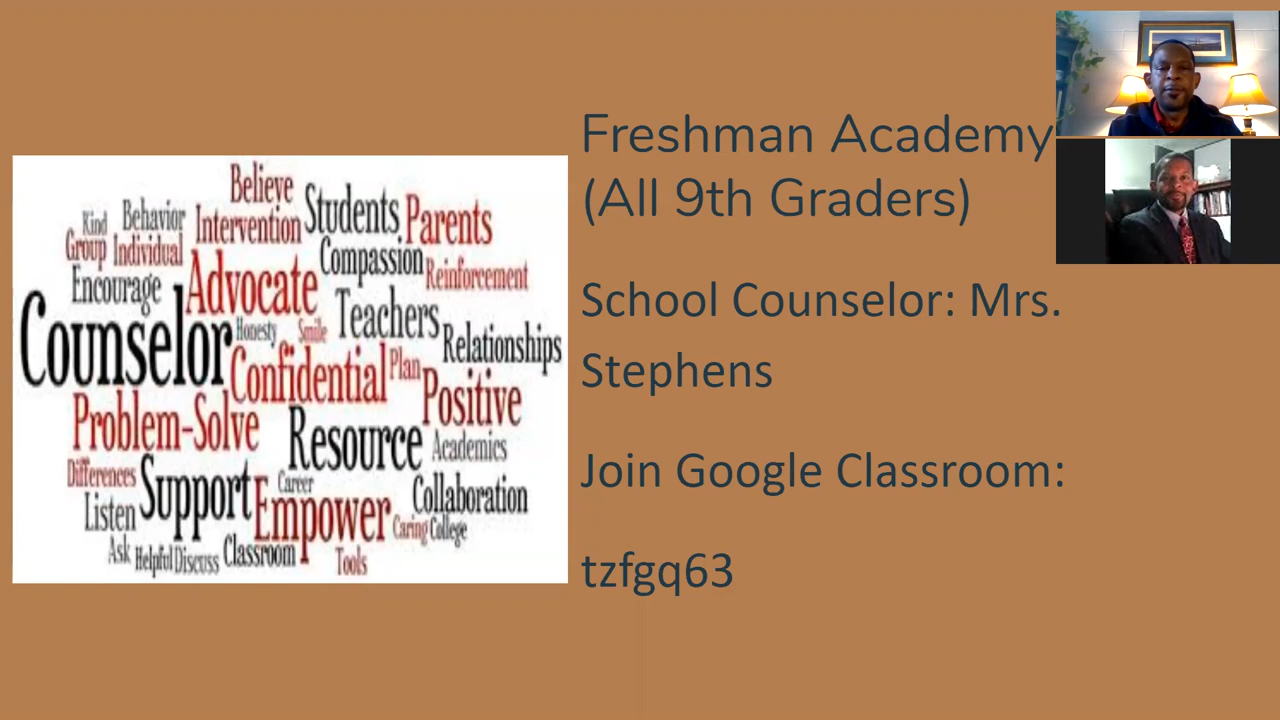 Freshman Academy
(All 9th Graders)
School Counselor: Mrs.
Stephens
Join Google Classroom:
tzfgq63
Believe
Kind Behavior Intervention Students Parents
Group Individual Compassion
Encourage Advocate Reinforcement
Counselor Honesty Smile Teachers Relationships
Confidential Plan Positive
Problem-Solve Resource Academics
Differences Support Career Collaboration
Listen Empower Caring College
Ask Helpful Discuss Classroom Tools